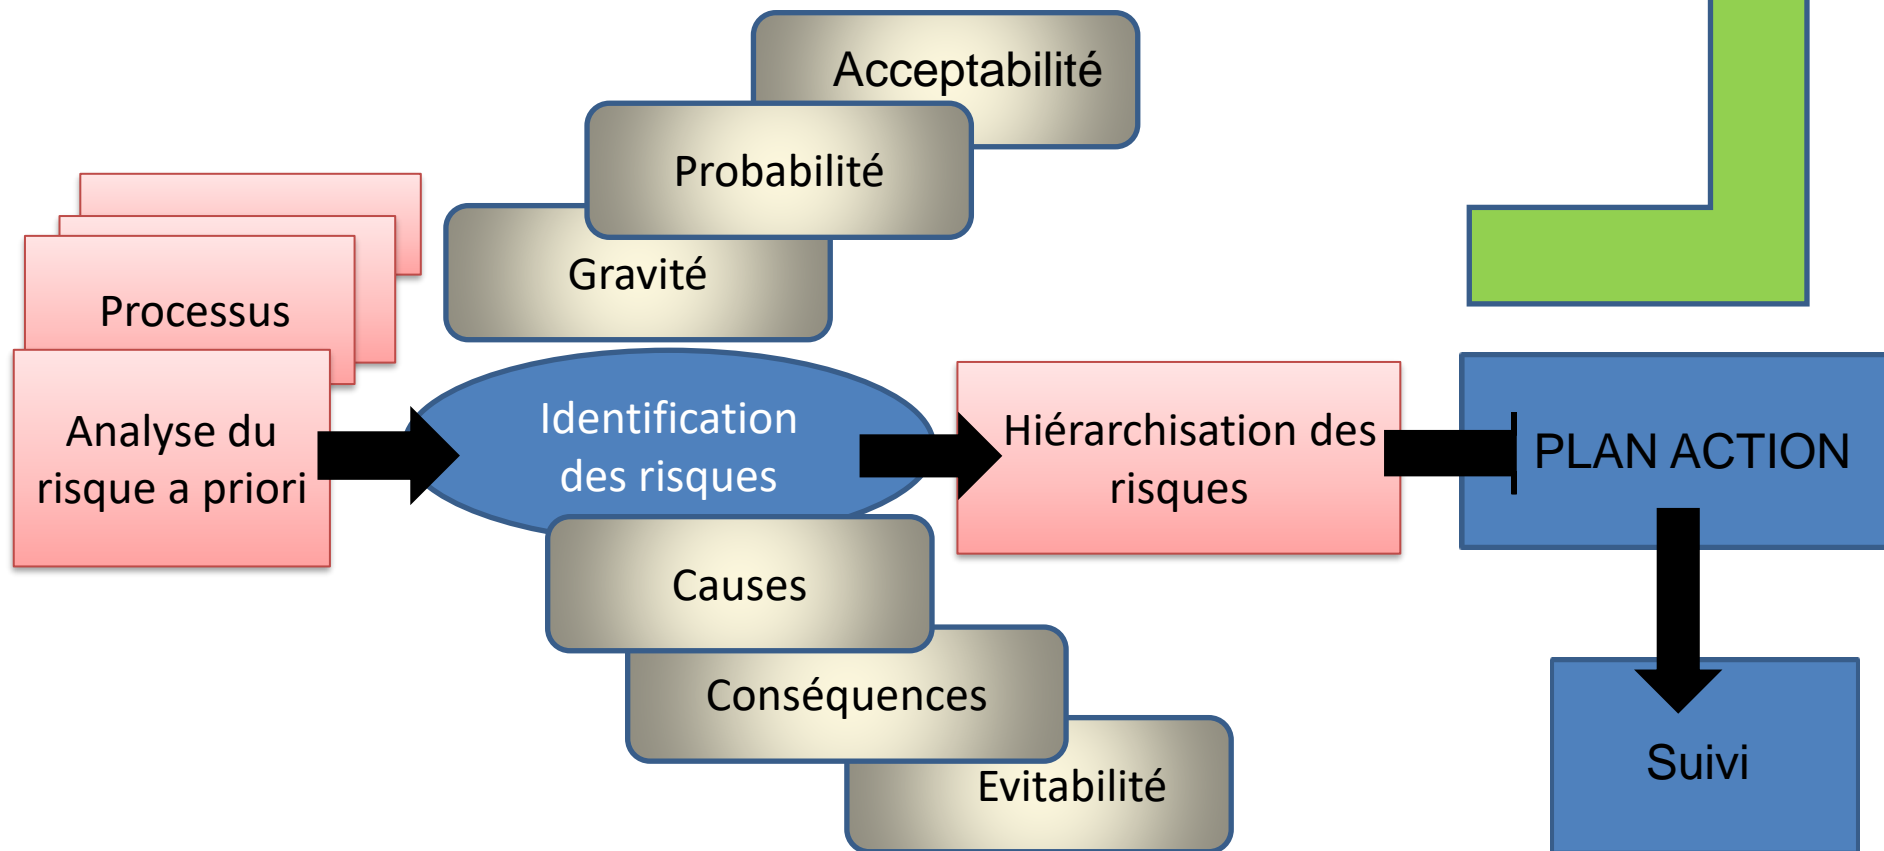 Acceptabilité
Probabilité
Gravité
Processus
Analyse du
risque a priori
Identification
des risques
Hiérarchisation des
risques
PLAN ACTION
Causes
Conséquences
Evitabilité
Suivi